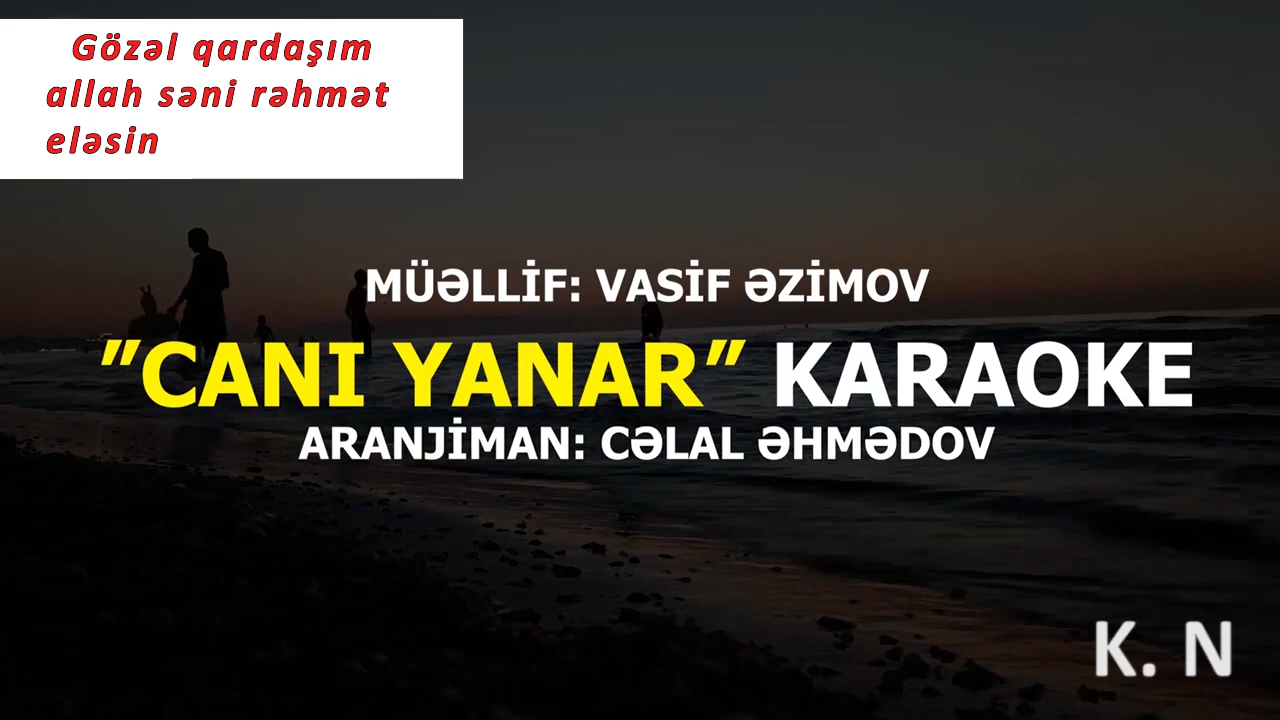 Gözəl qardaşım
allah səni rəhmət
eləsin
MÜƏLLİF: VASİF ƏZİMOV
”CANI YANAR” KARAOKE
ARANJİMAN: CƏLAL ƏHMƏDOV
K. N